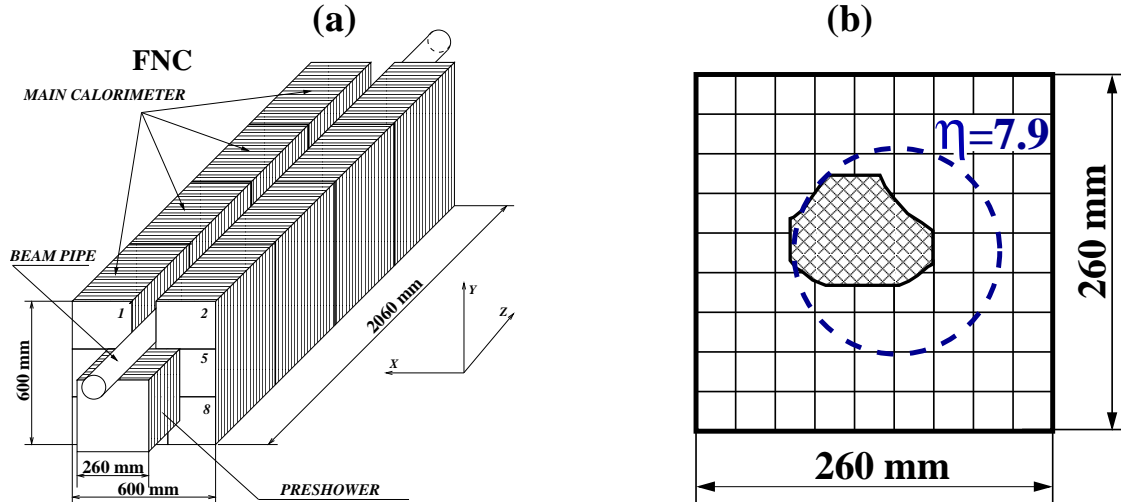 (a)
FNC
MAIN CALORIMETER
BEAM PIPE
1
2
5
8
600 mm
2060 mm
Y
Z
X
260 mm
600 mm
PRESHOWER
(b)
η=7.9
260 mm
260 mm